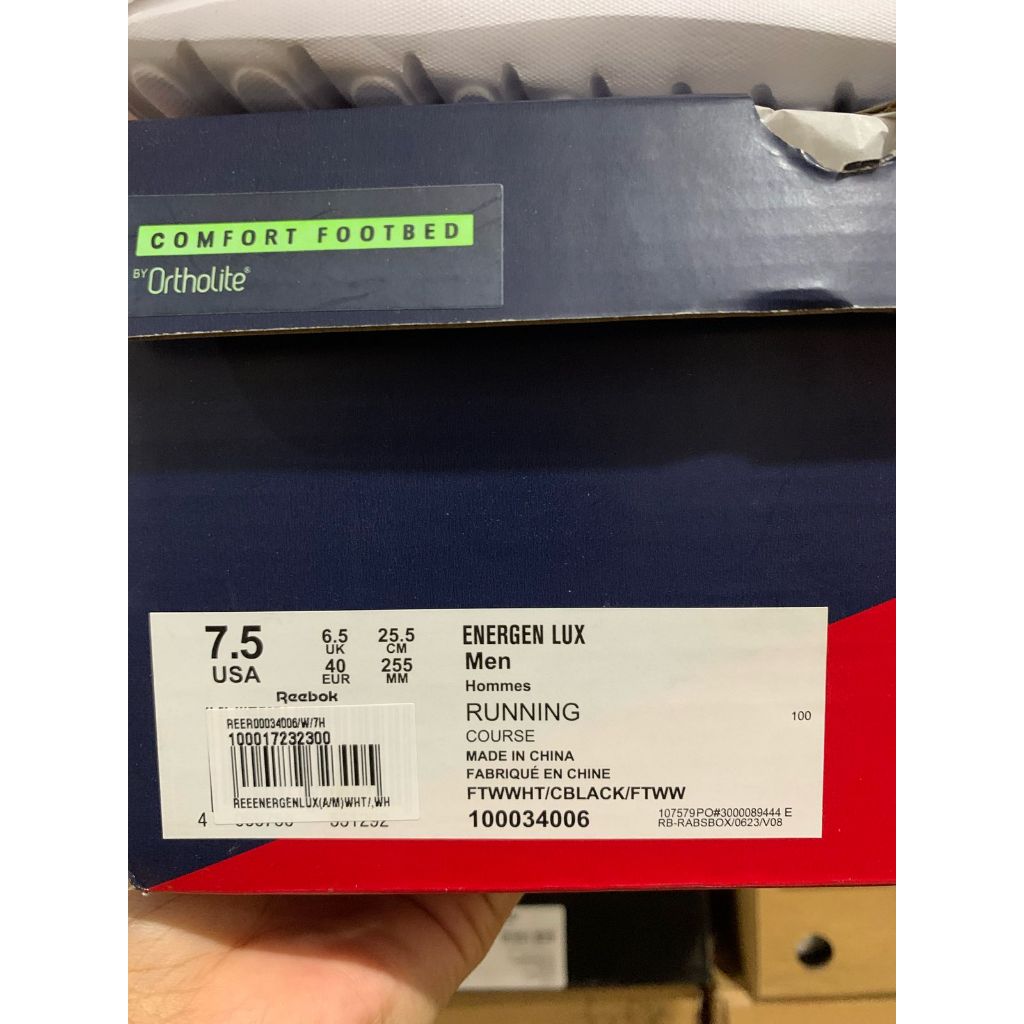 COMFORT FOOTBED
BY Ortholite®
7.5
USA
6.5
UK
40
EUR
25.5
CM
255
MM
Reebok
ENERGEN LUX
Men
Hommes
RUNNING
COURSE
MADE IN CHINA
FABRIQUÉ EN CHINE
FTWWHT/CBLACK/FTWW
100034006
100
107579PO#3000089444 E
RB-RABSBOX/0623/V08
REER00034006/W/7H
100017232300
REEENERGENLUX(A/M)WHT/,WH
4